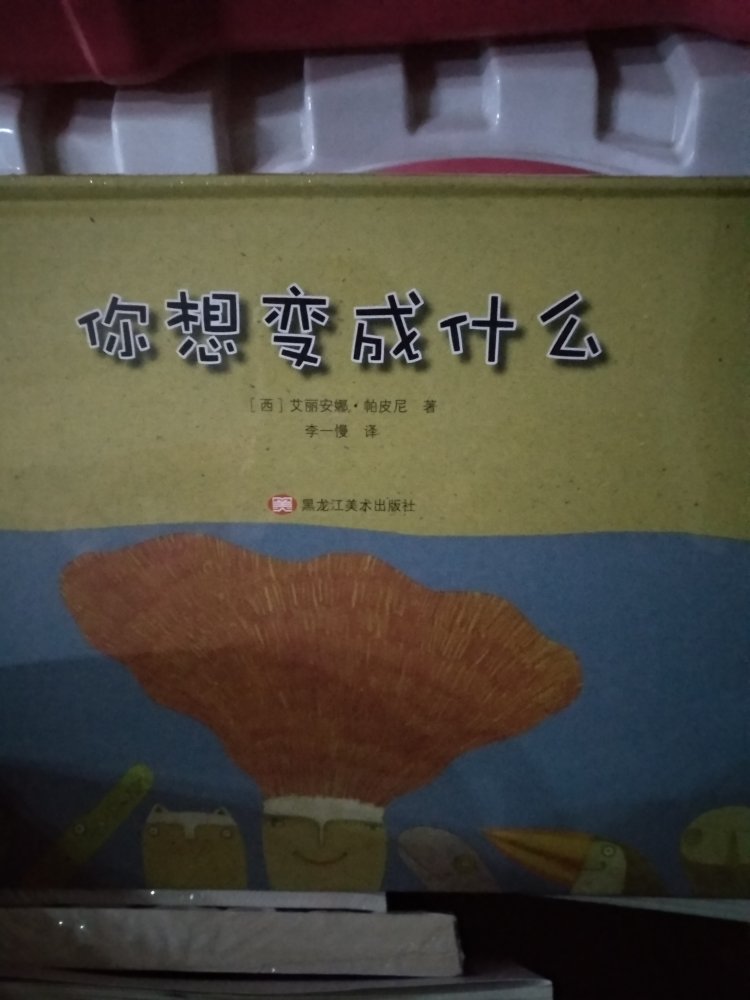 你想变成什么
［西］艾丽安娜·帕皮尼 著
李一慢 译
美 黑龙江美术出版社